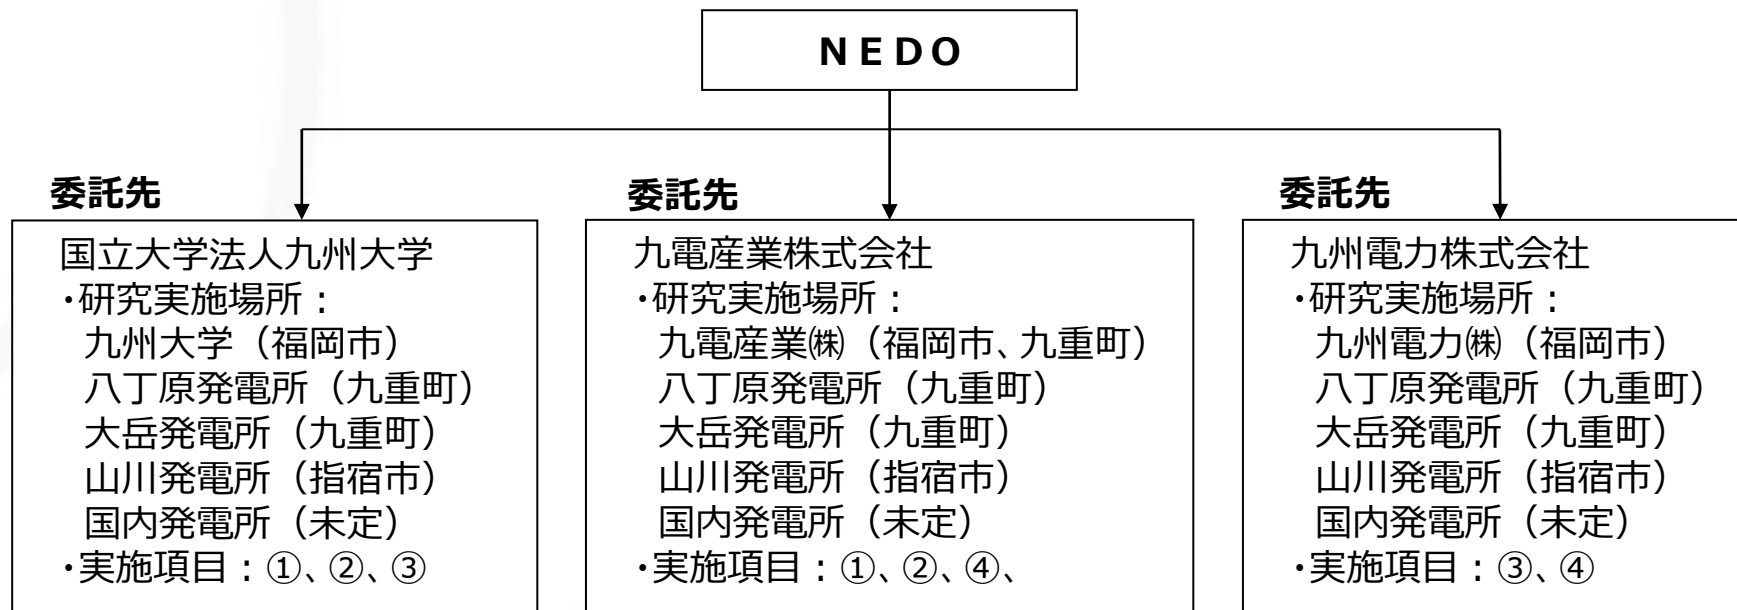 NEDO
委託先
国立大学法人九州大学
・研究実施場所：
九州大学（福岡市）
八丁原発電所（九重町）
大岳発電所（九重町）
山川発電所（指宿市）
国内発電所（未定）
・実施項目：①、②、③
委託先
九電産業株式会社
・研究実施場所：
九電産業㈱（福岡市、九重町）
八丁原発電所（九重町）
大岳発電所（九重町）
山川発電所（指宿市）
国内発電所（未定）
・実施項目：①、②、④、
委託先
九州電力株式会社
・研究実施場所：
九州電力㈱（福岡市）
八丁原発電所（九重町）
大岳発電所（九重町）
山川発電所（指宿市）
国内発電所（未定）
・実施項目：③、④